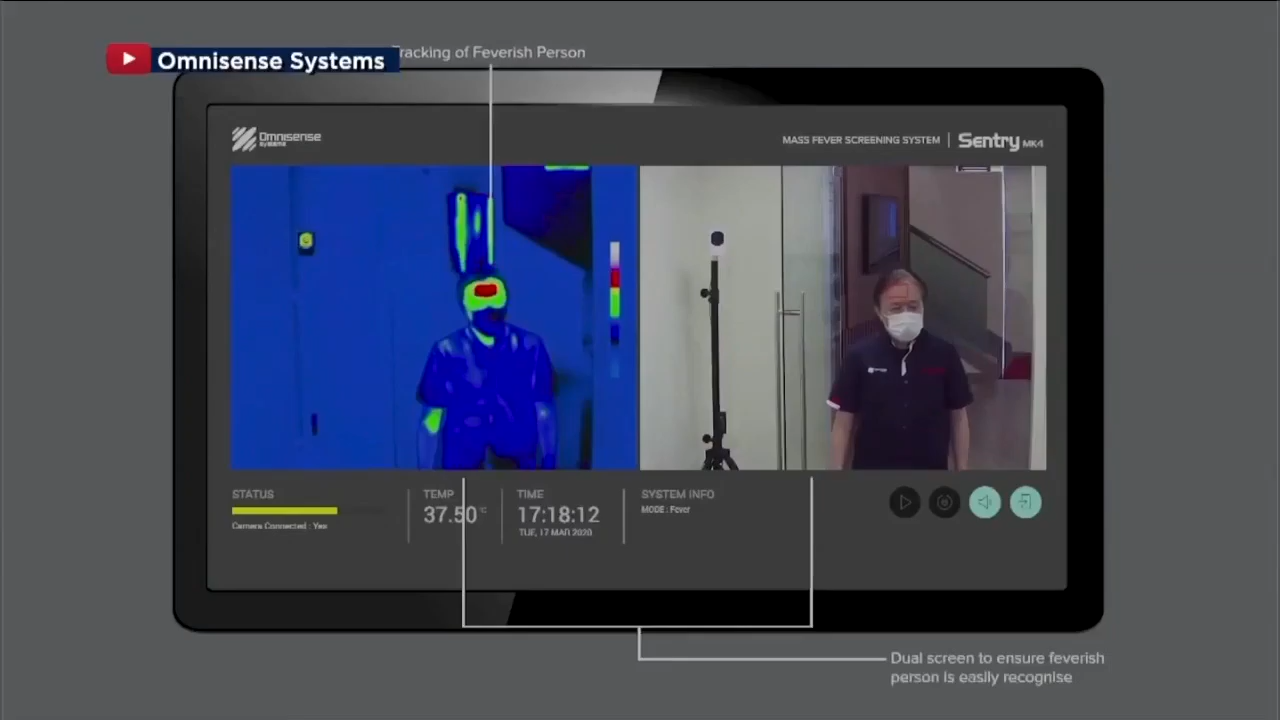 Omnisense Systems
Tracking of Feverish Person
Omnisense
Systems
MASS FEVER SCREENING SYSTEM | Sentry MK4
STATUS
Camera Connected : Yes
TEMP
37.50 °C
TIME
17:18:12
TUE, 17 MAR 2020
SYSTEM INFO
MODE : Fever
Dual screen to ensure feverish
person is easily recognise